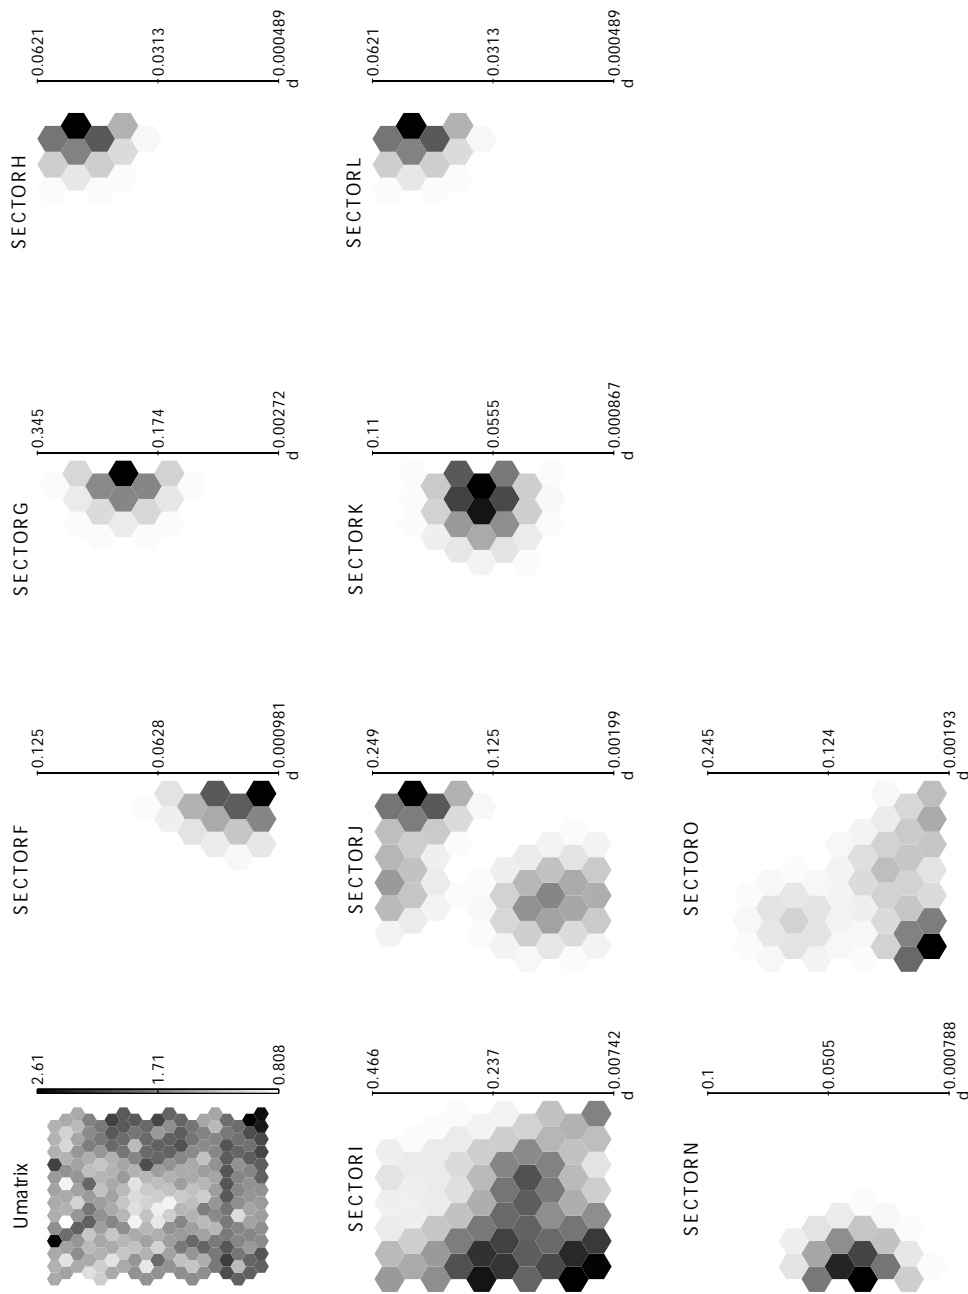 Umatrix
2.61
1.71
0.808
SECTORF
0.125
0.0628
0.000981
d
SECTORG
0.345
0.174
0.00272
d
SECTORH
0.0621
0.0313
0.000489
d
SECTORI
0.466
0.237
0.00742
d
SECTORJ
0.249
0.125
0.00199
d
SECTORK
0.11
0.0555
0.000867
d
SECTORL
0.0621
0.0313
0.000489
d
SECTORN
0.1
0.0505
0.000788
d
SECTORO
0.245
0.124
0.00193
d